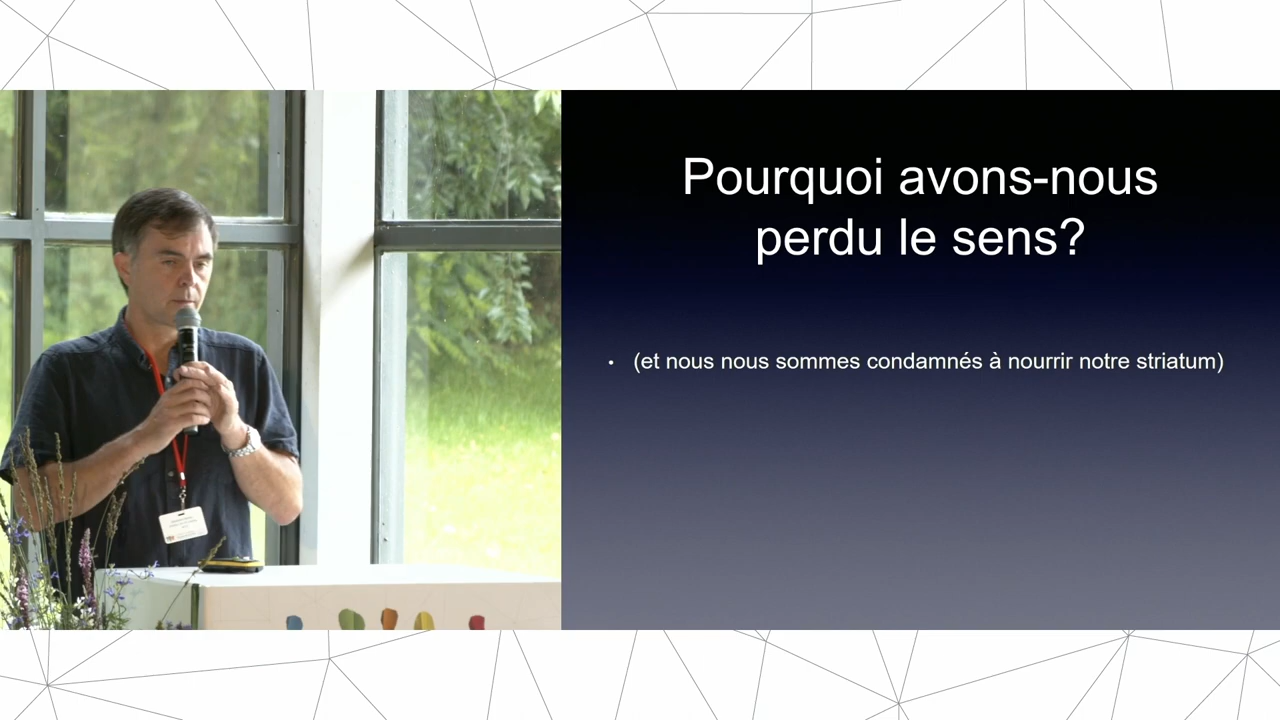 Pourquoi avons-nous
perdu le sens?
• (et nous nous sommes condamnés à nourrir notre striatum)